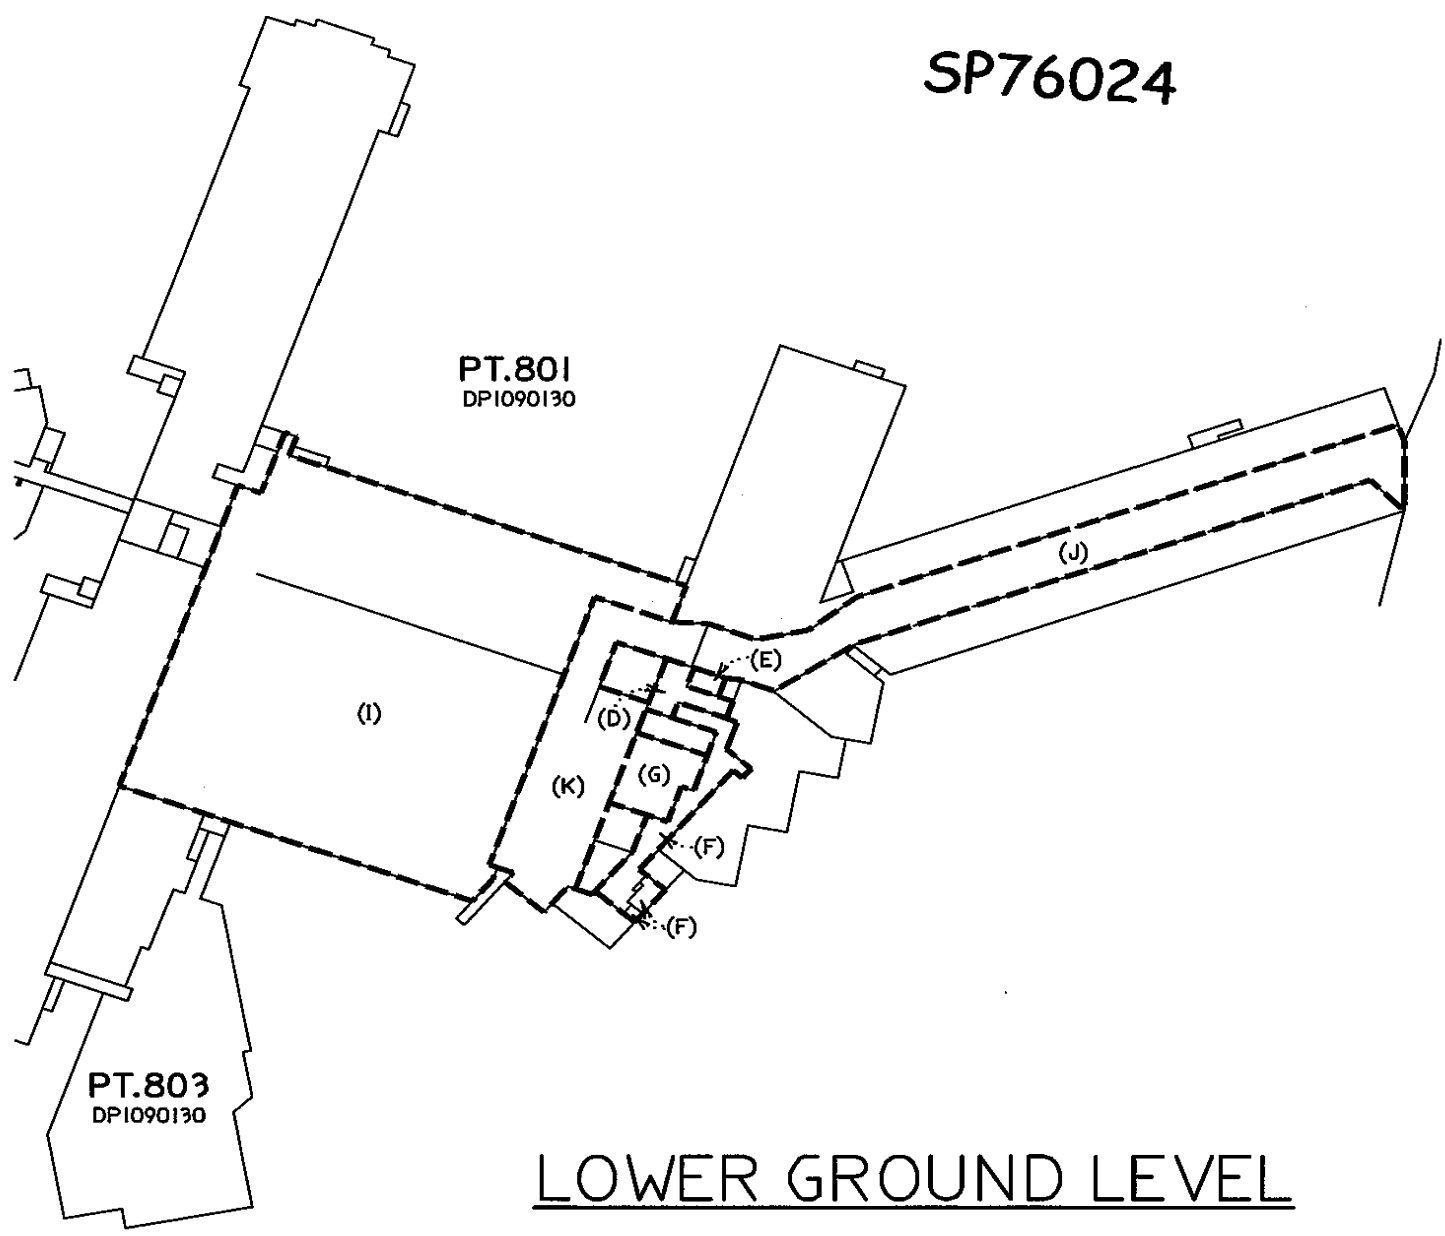 SP76024
PT.801
DP1090130
(J)
(E)
(D)
(I)
(G)
(K)
(F)
(F)
PT.803
DP1090130
LOWER GROUND LEVEL